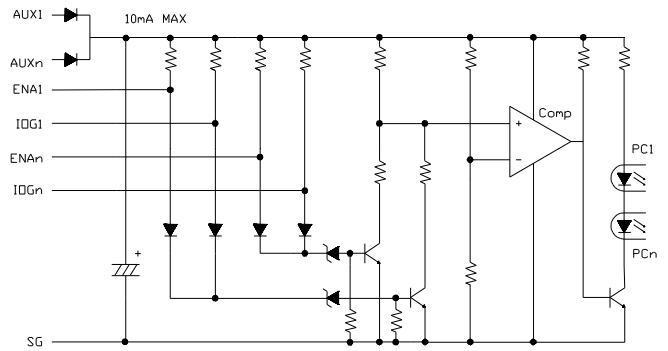 AUX1
10mA MAX
AUXn
ENA1
IOG1
ENAn
IOGn
SG
+
Comp
+
−
PC1
PCn